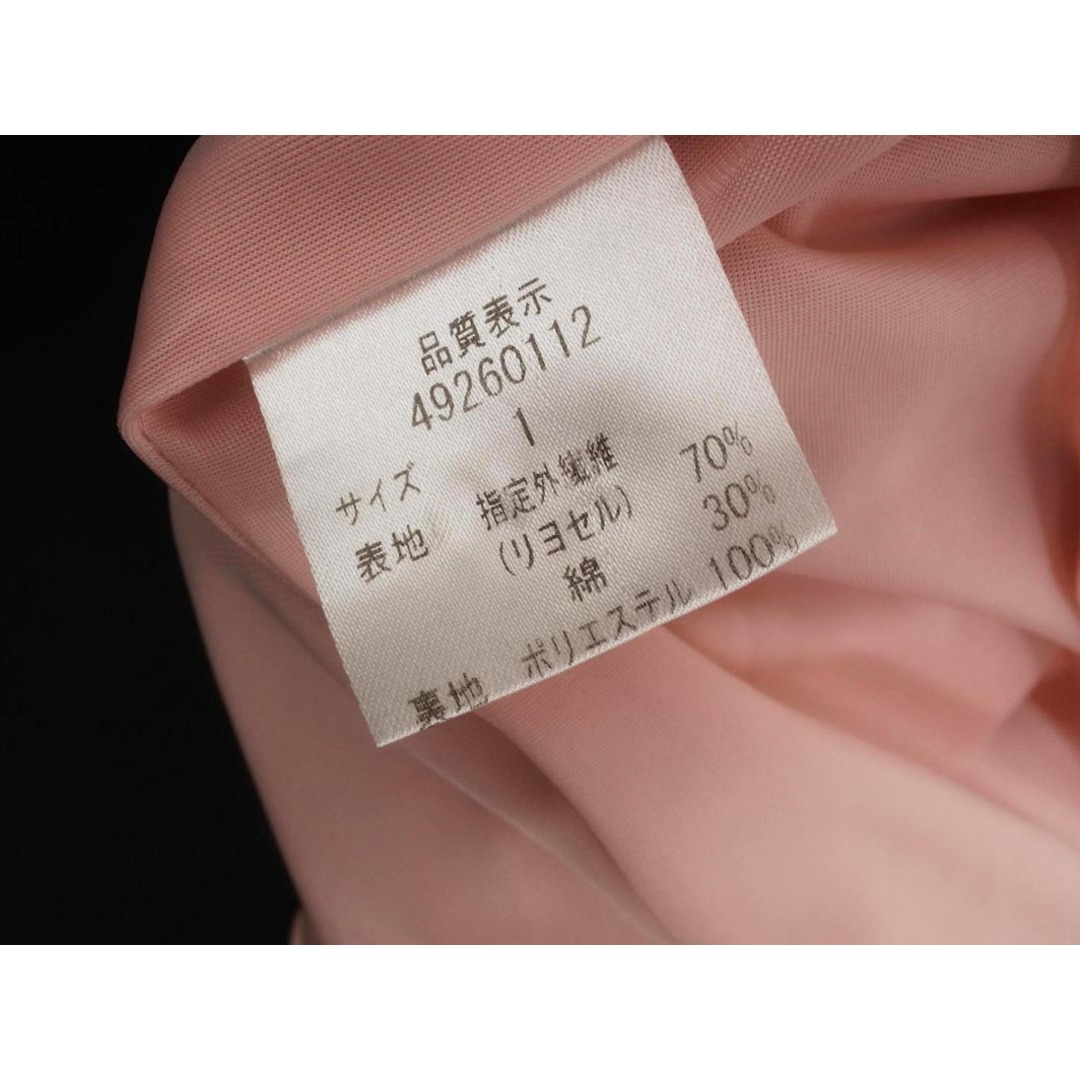 品質表示
49260112
サイズ 1
表地 指定外繊維 70%
(リヨセル)
綿 30%
裏地 ポリエステル 100%